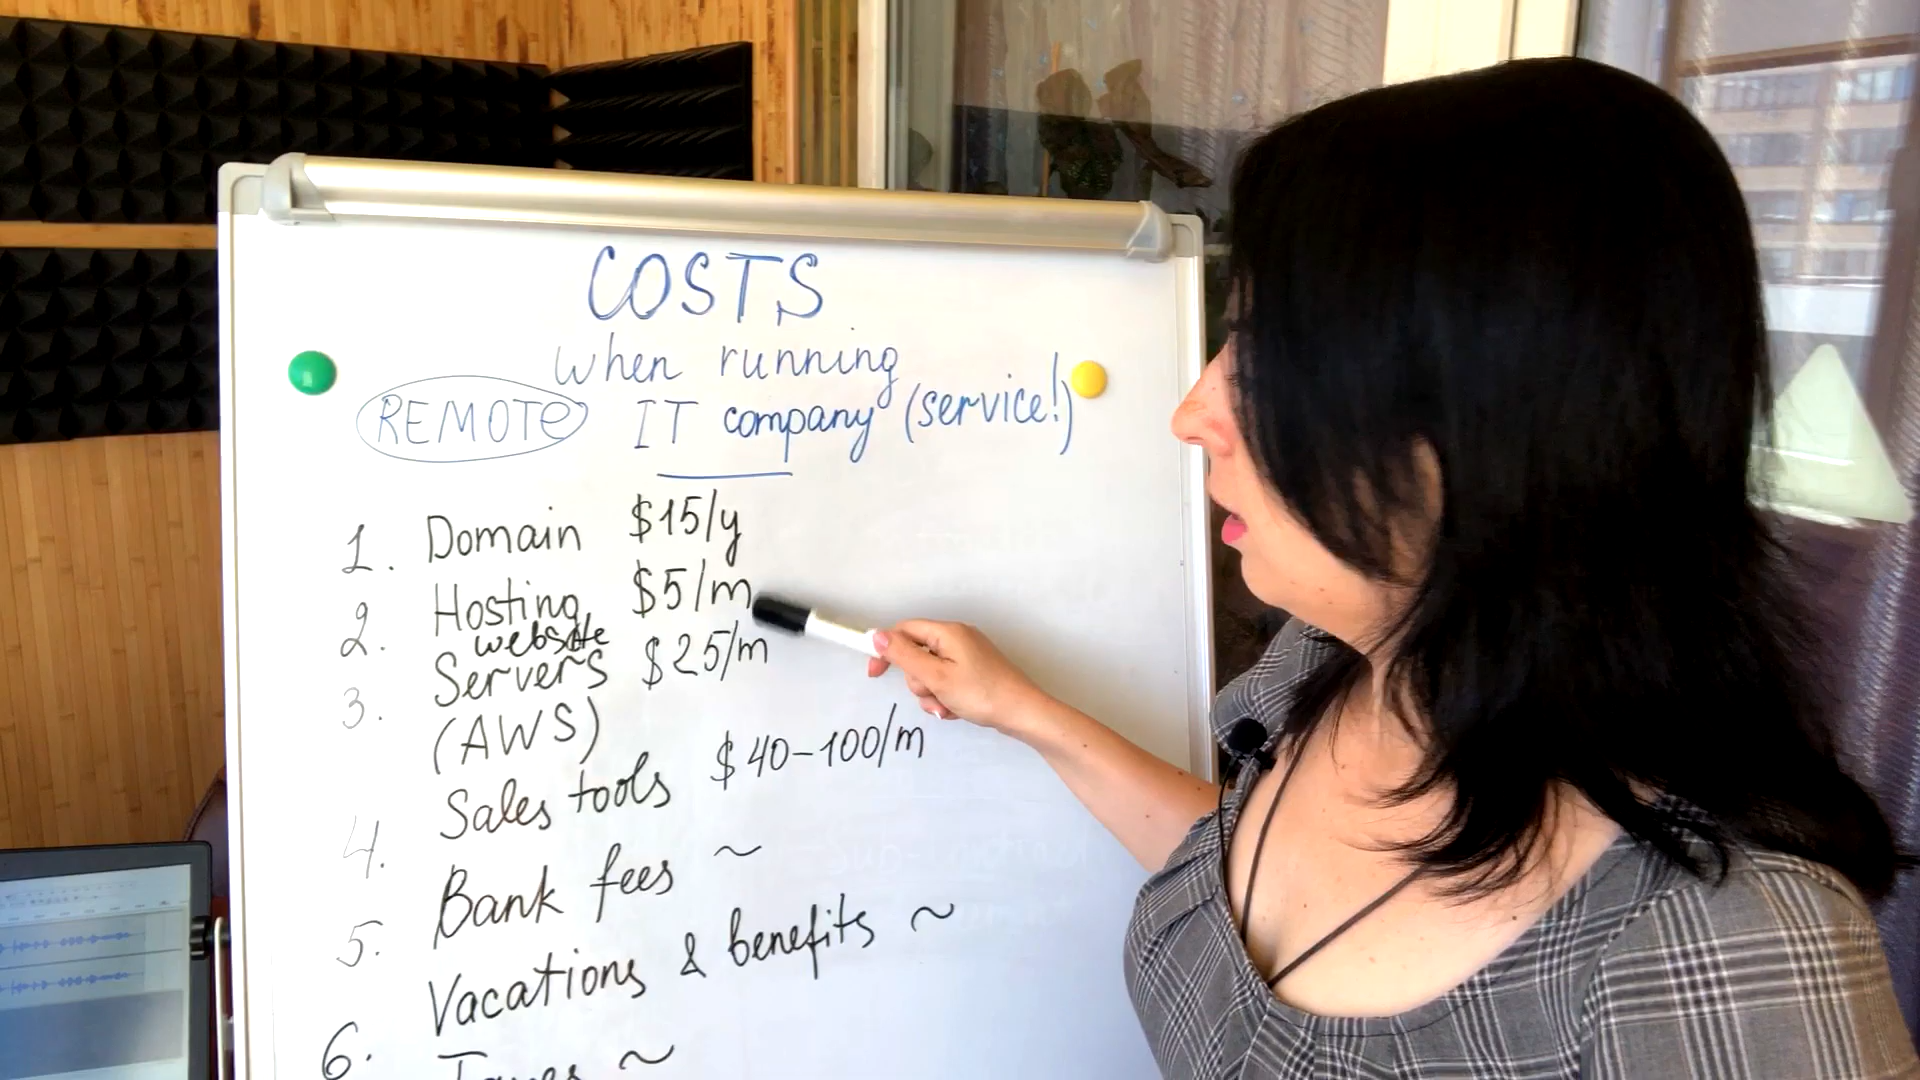 COSTS
when running
REMOTE IT company (service!)
1. Domain $15/y
2. Hosting, $5/m
website
3. Servers $25/m
(AWS)
4. Sales tools $40-100/m
5. Bank fees ~
6. Vacations & benefits ~
Taxes ~